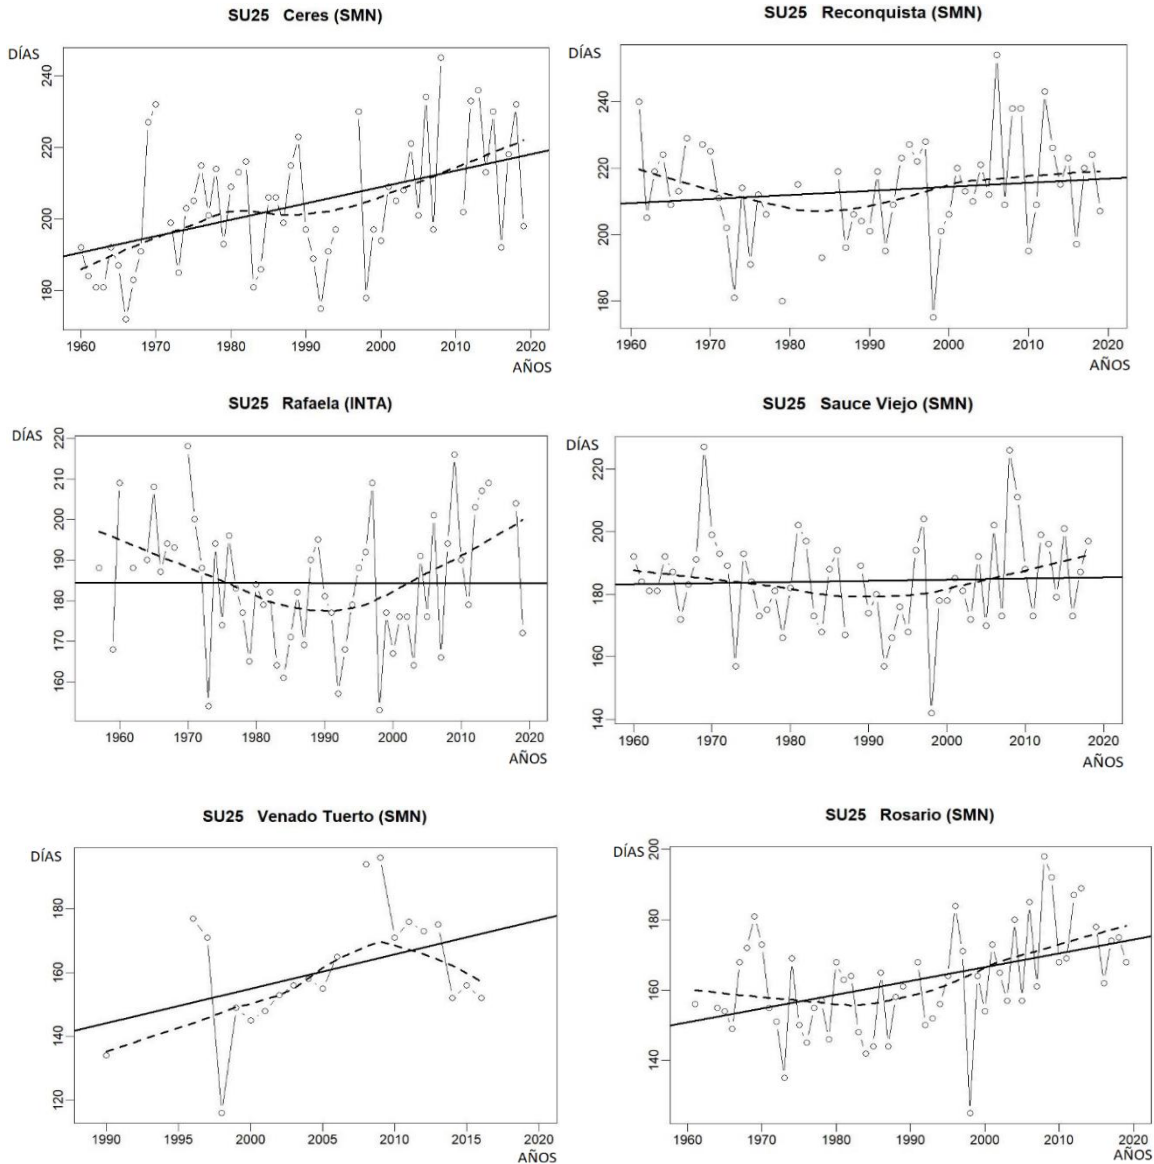 SU25 Ceres (SMN)
DÍAS
240
220
200
180
1960 1970 1980 1990 2000 2010 2020
AÑOS
SU25 Reconquista (SMN)
DÍAS
240
220
200
180
1960 1970 1980 1990 2000 2010 2020
AÑOS
SU25 Rafaela (INTA)
DÍAS
220
210
200
190
180
170
160
1960 1970 1980 1990 2000 2010 2020
AÑOS
SU25 Sauce Viejo (SMN)
DÍAS
220
200
180
160
140
1960 1970 1980 1990 2000 2010 2020
AÑOS
SU25 Venado Tuerto (SMN)
DÍAS
180
160
140
120
1990 1995 2000 2005 2010 2015 2020
AÑOS
SU25 Rosario (SMN)
DÍAS
200
180
160
140
1960 1970 1980 1990 2000 2010 2020
AÑOS